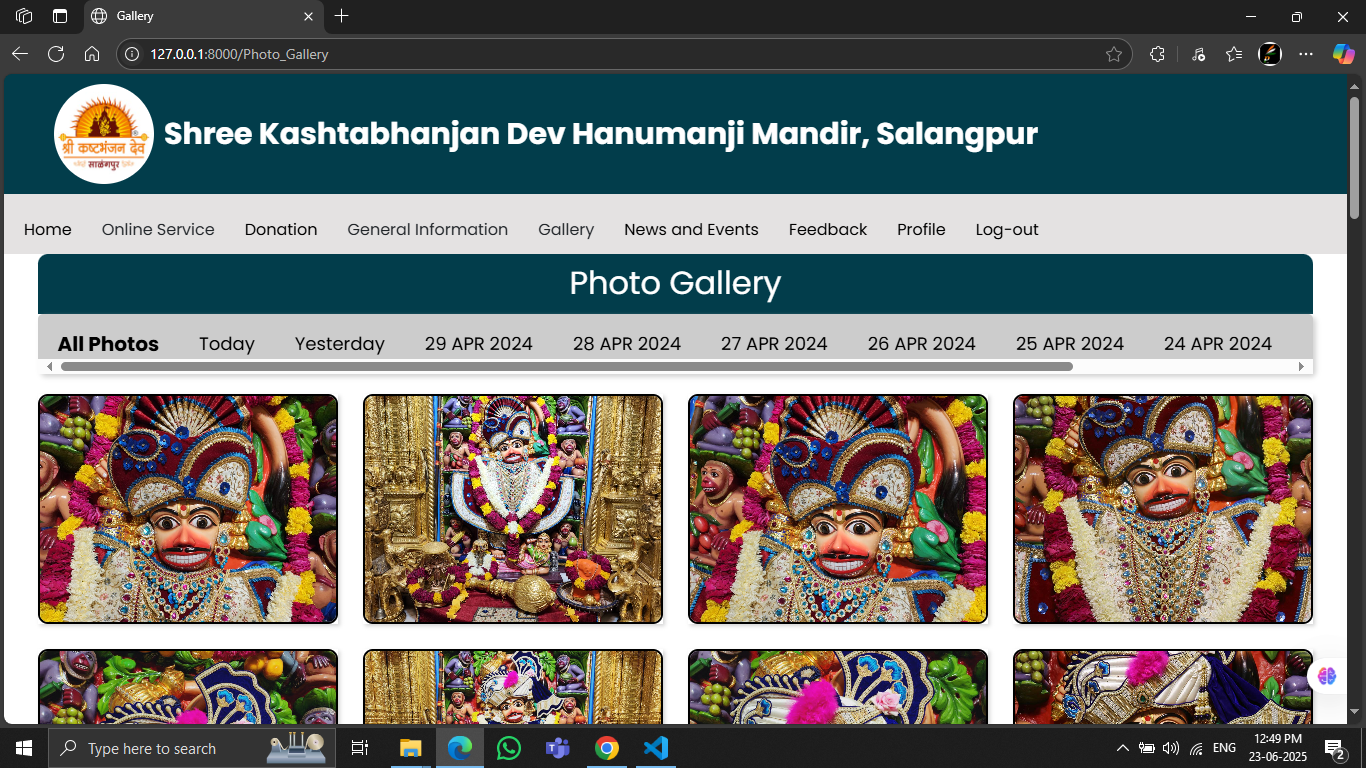 Gallery
127.0.0.1:8000/Photo_Gallery
श्री कष्टभंजन देव
साळंगपुर
Shree Kashtabhanjan Dev Hanumanji Mandir, Salangpur
Home Online Service Donation General Information Gallery News and Events Feedback Profile Log-out
Photo Gallery
All Photos Today Yesterday 29 APR 2024 28 APR 2024 27 APR 2024 26 APR 2024 25 APR 2024 24 APR 2024
Type here to search
ENG
12:49 PM
23-06-2025
2